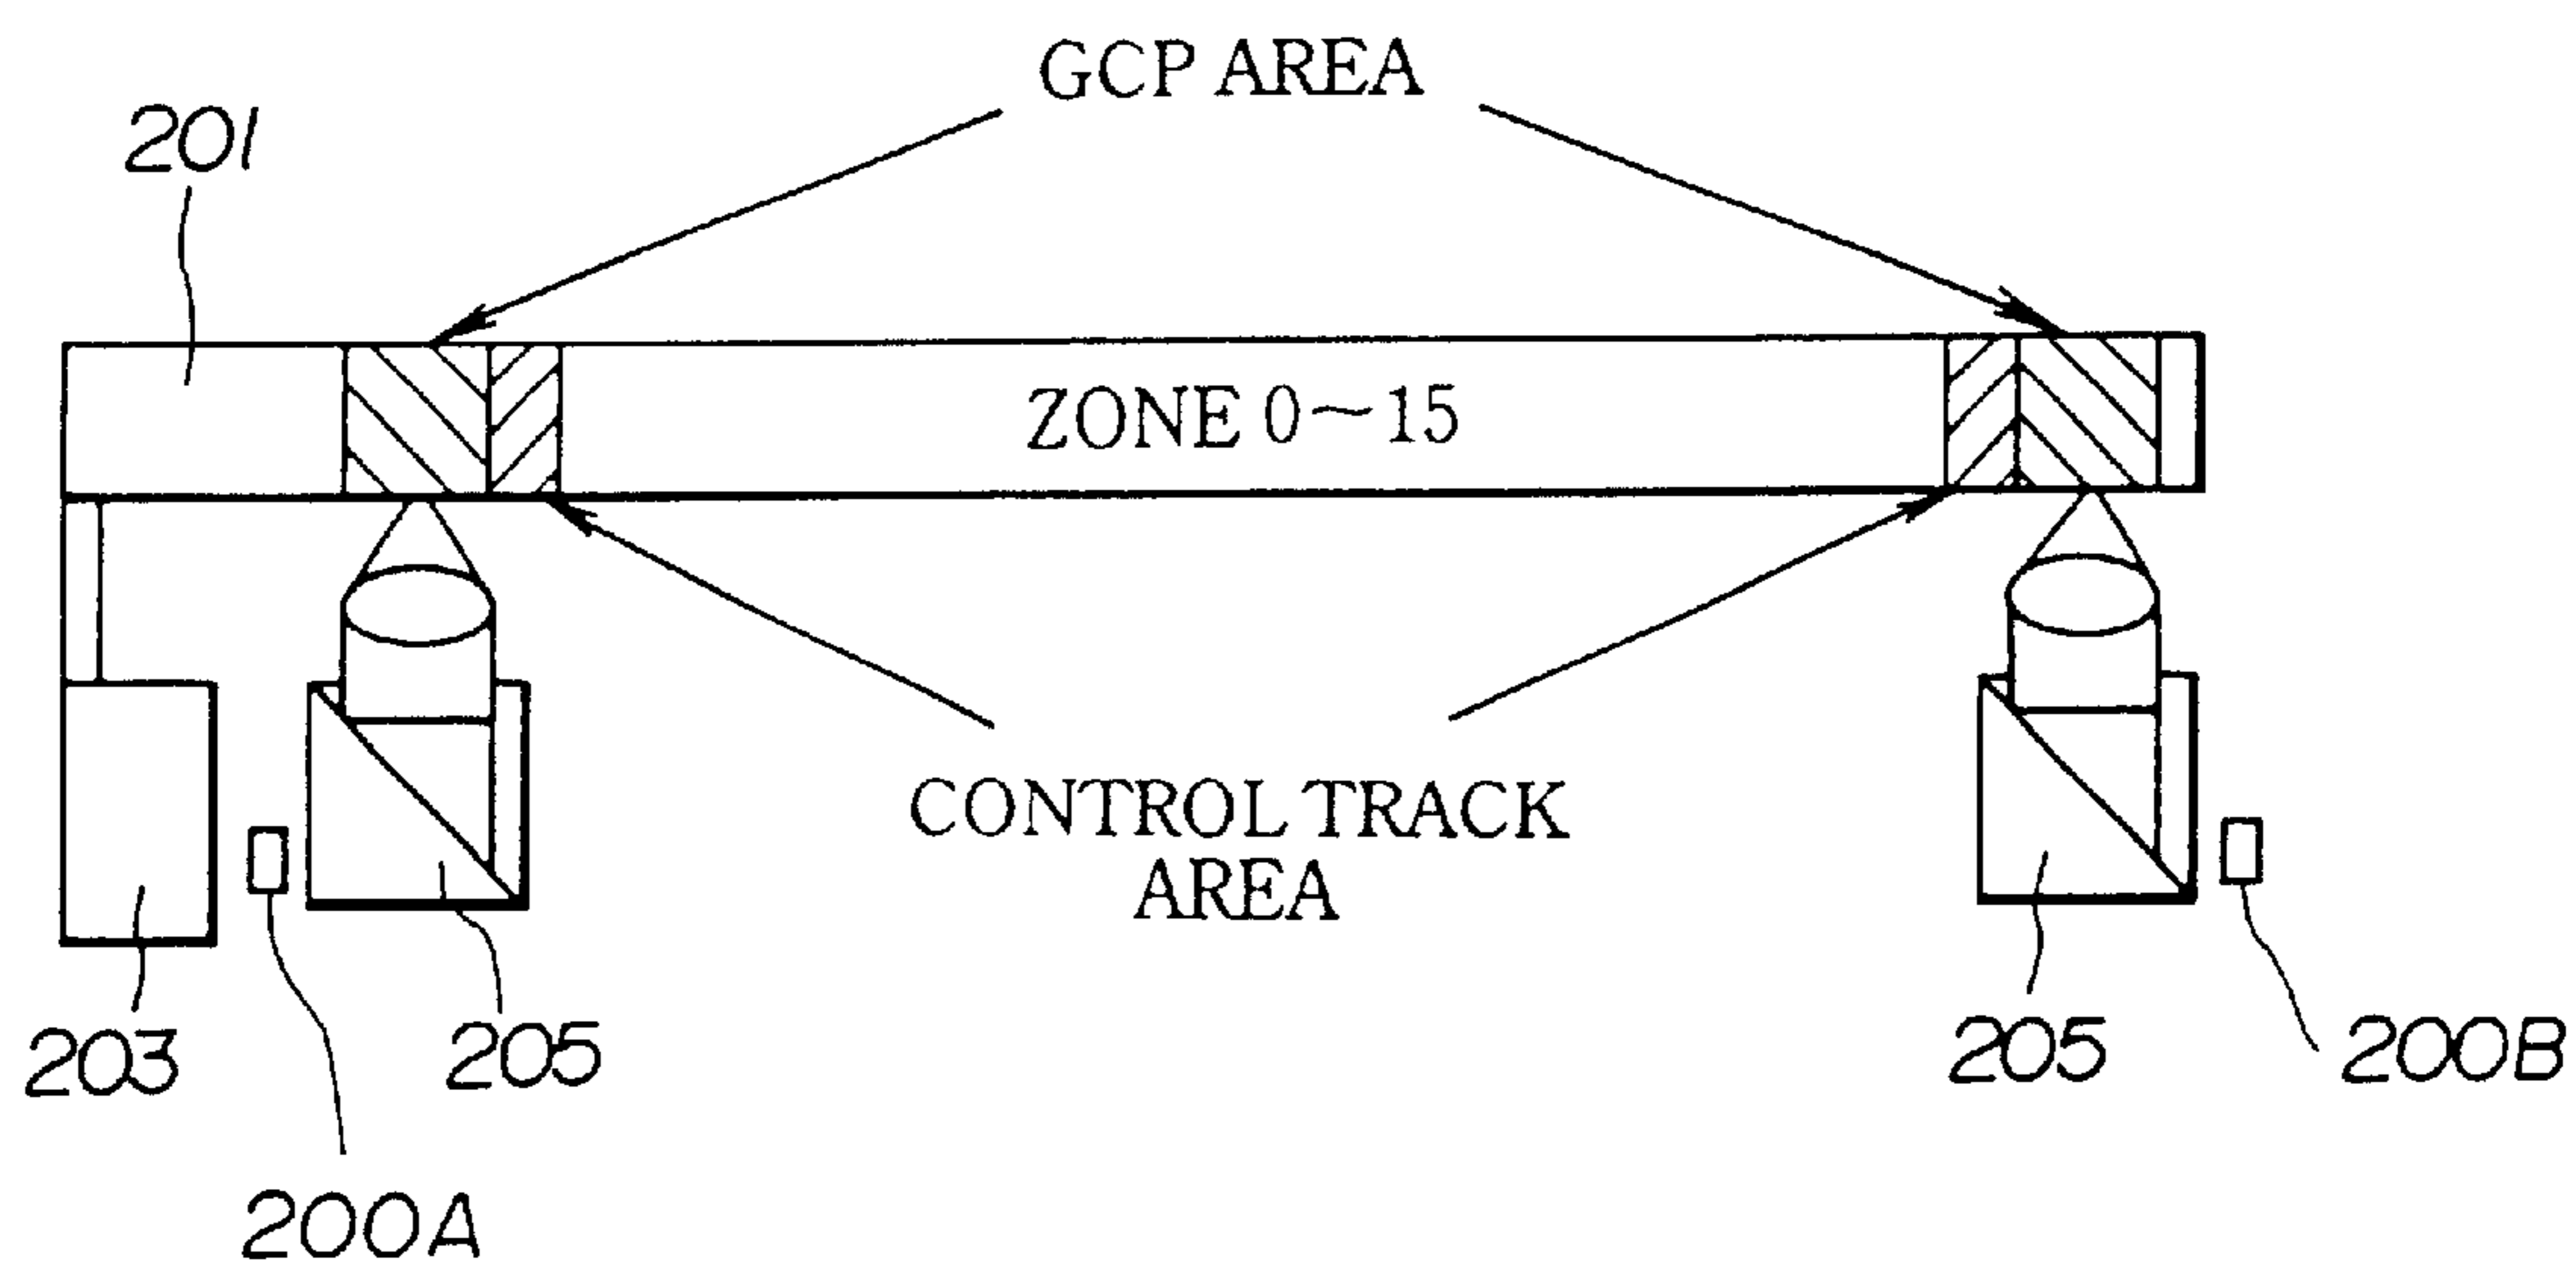 GCP AREA
201
ZONE 0~15
CONTROL TRACK
AREA
203
205
205
200B
200A